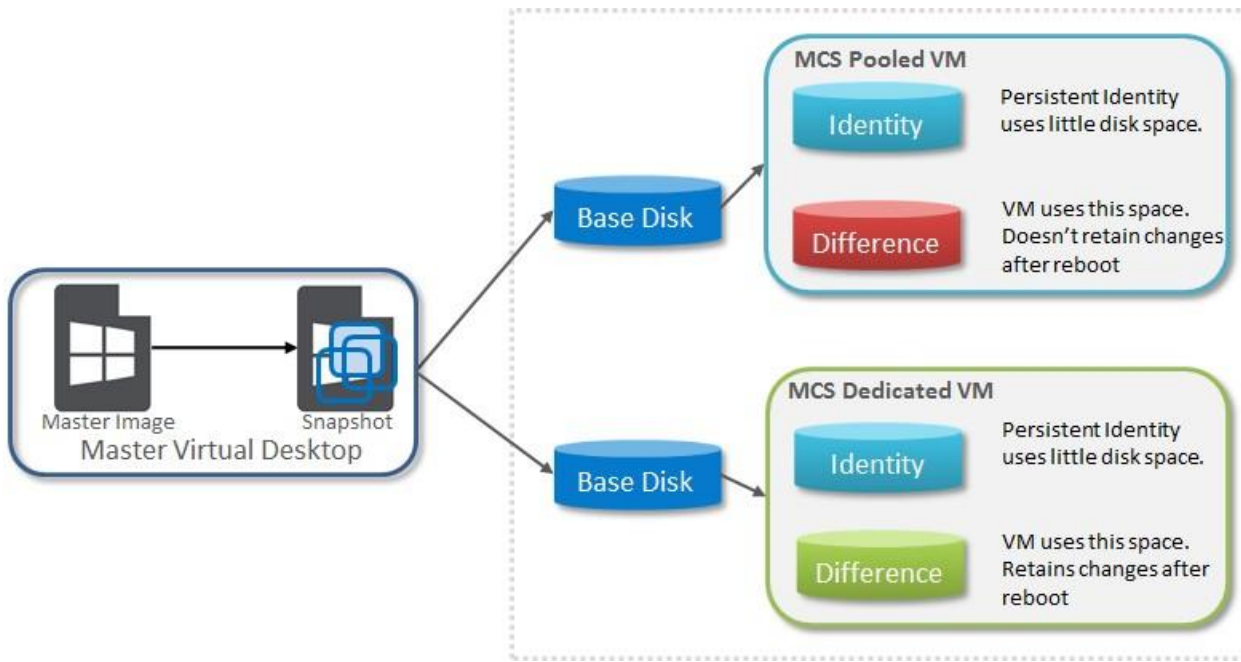 Master Image
Snapshot
Master Virtual Desktop
Base Disk
Base Disk
MCS Pooled VM
Identity
Persistent Identity
uses little disk space.
Difference
VM uses this space.
Doesn't retain changes
after reboot
MCS Dedicated VM
Identity
Persistent Identity
uses little disk space.
Difference
VM uses this space.
Retains changes after
reboot